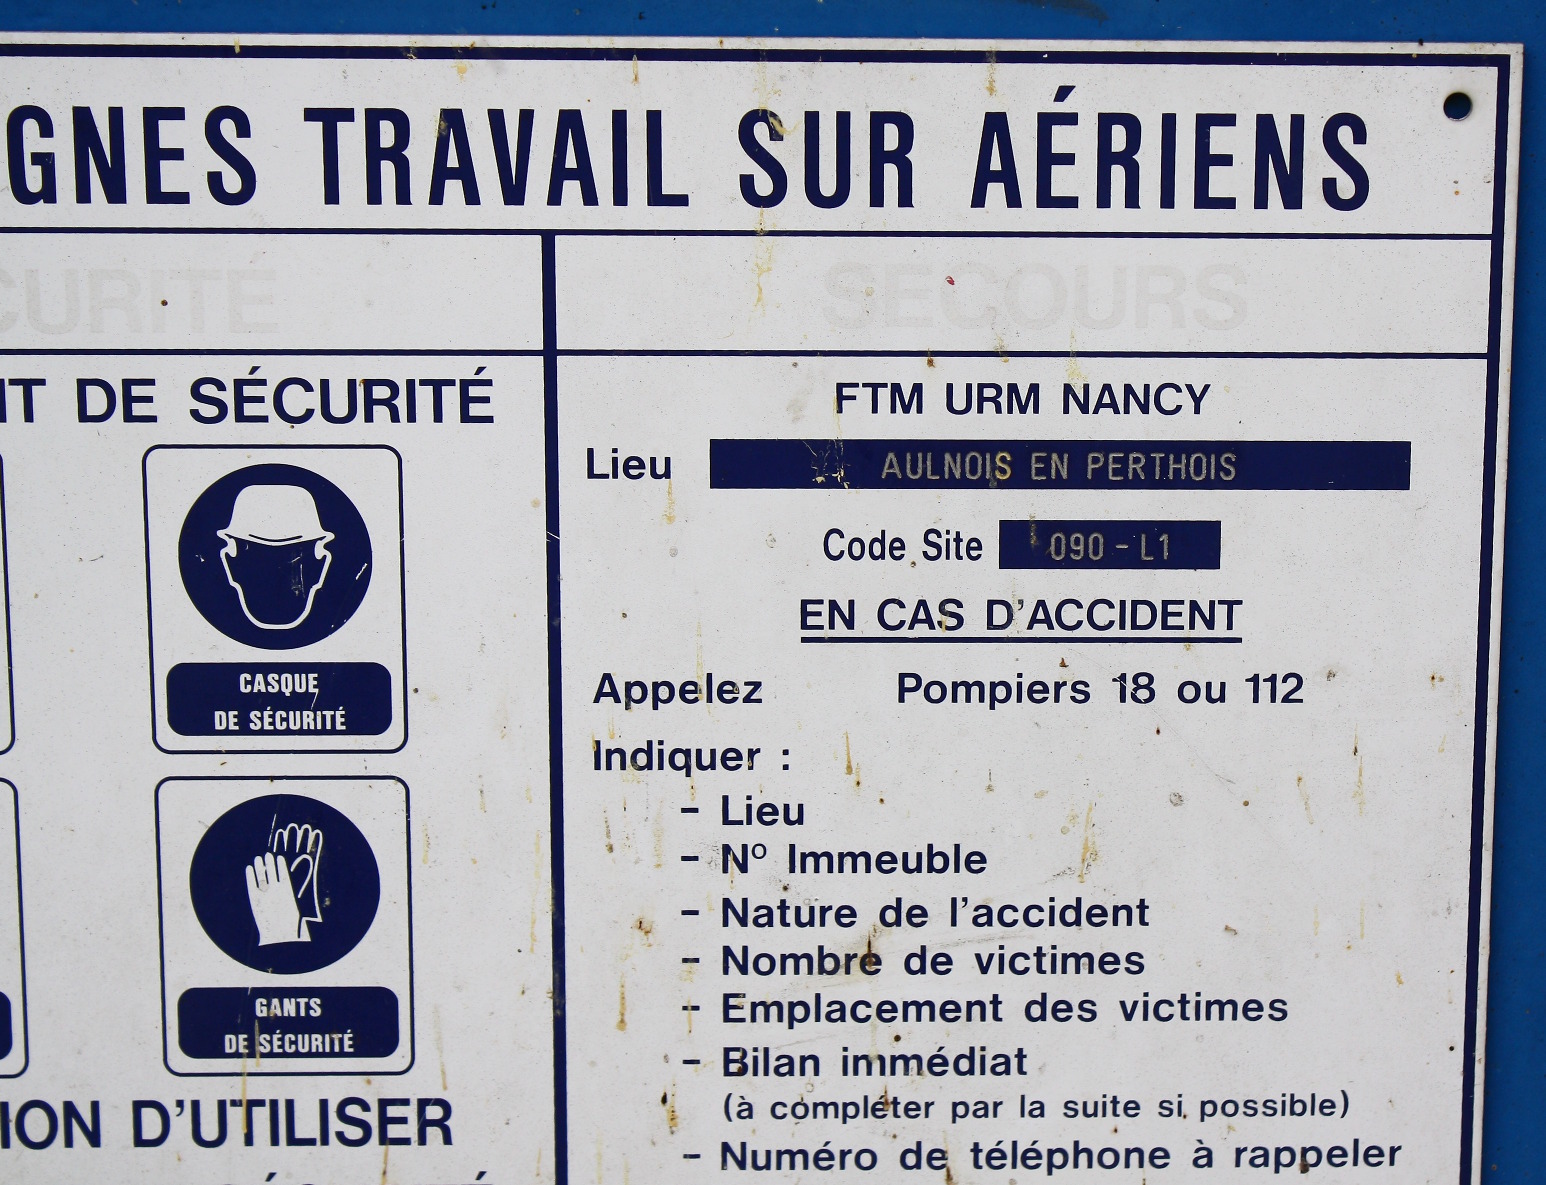 GNES TRAVAIL SUR AÉRIENS
CURITÉ
SECOURS
NT DE SÉCURITÉ
CASQUE
DE SÉCURITÉ
GANTS
DE SÉCURITÉ
ION D'UTILISER
FTM URM NANCY
Lieu AULNOIS EN PERTHOIS
Code Site 090-L1
EN CAS D'ACCIDENT
Appelez Pompiers 18 ou 112
Indiquer :
- Lieu
- Nº Immeuble
- Nature de l'accident
- Nombre de victimes
- Emplacement des victimes
- Bilan immédiat
(à compléter par la suite si possible)
- Numéro de téléphone à rappeler